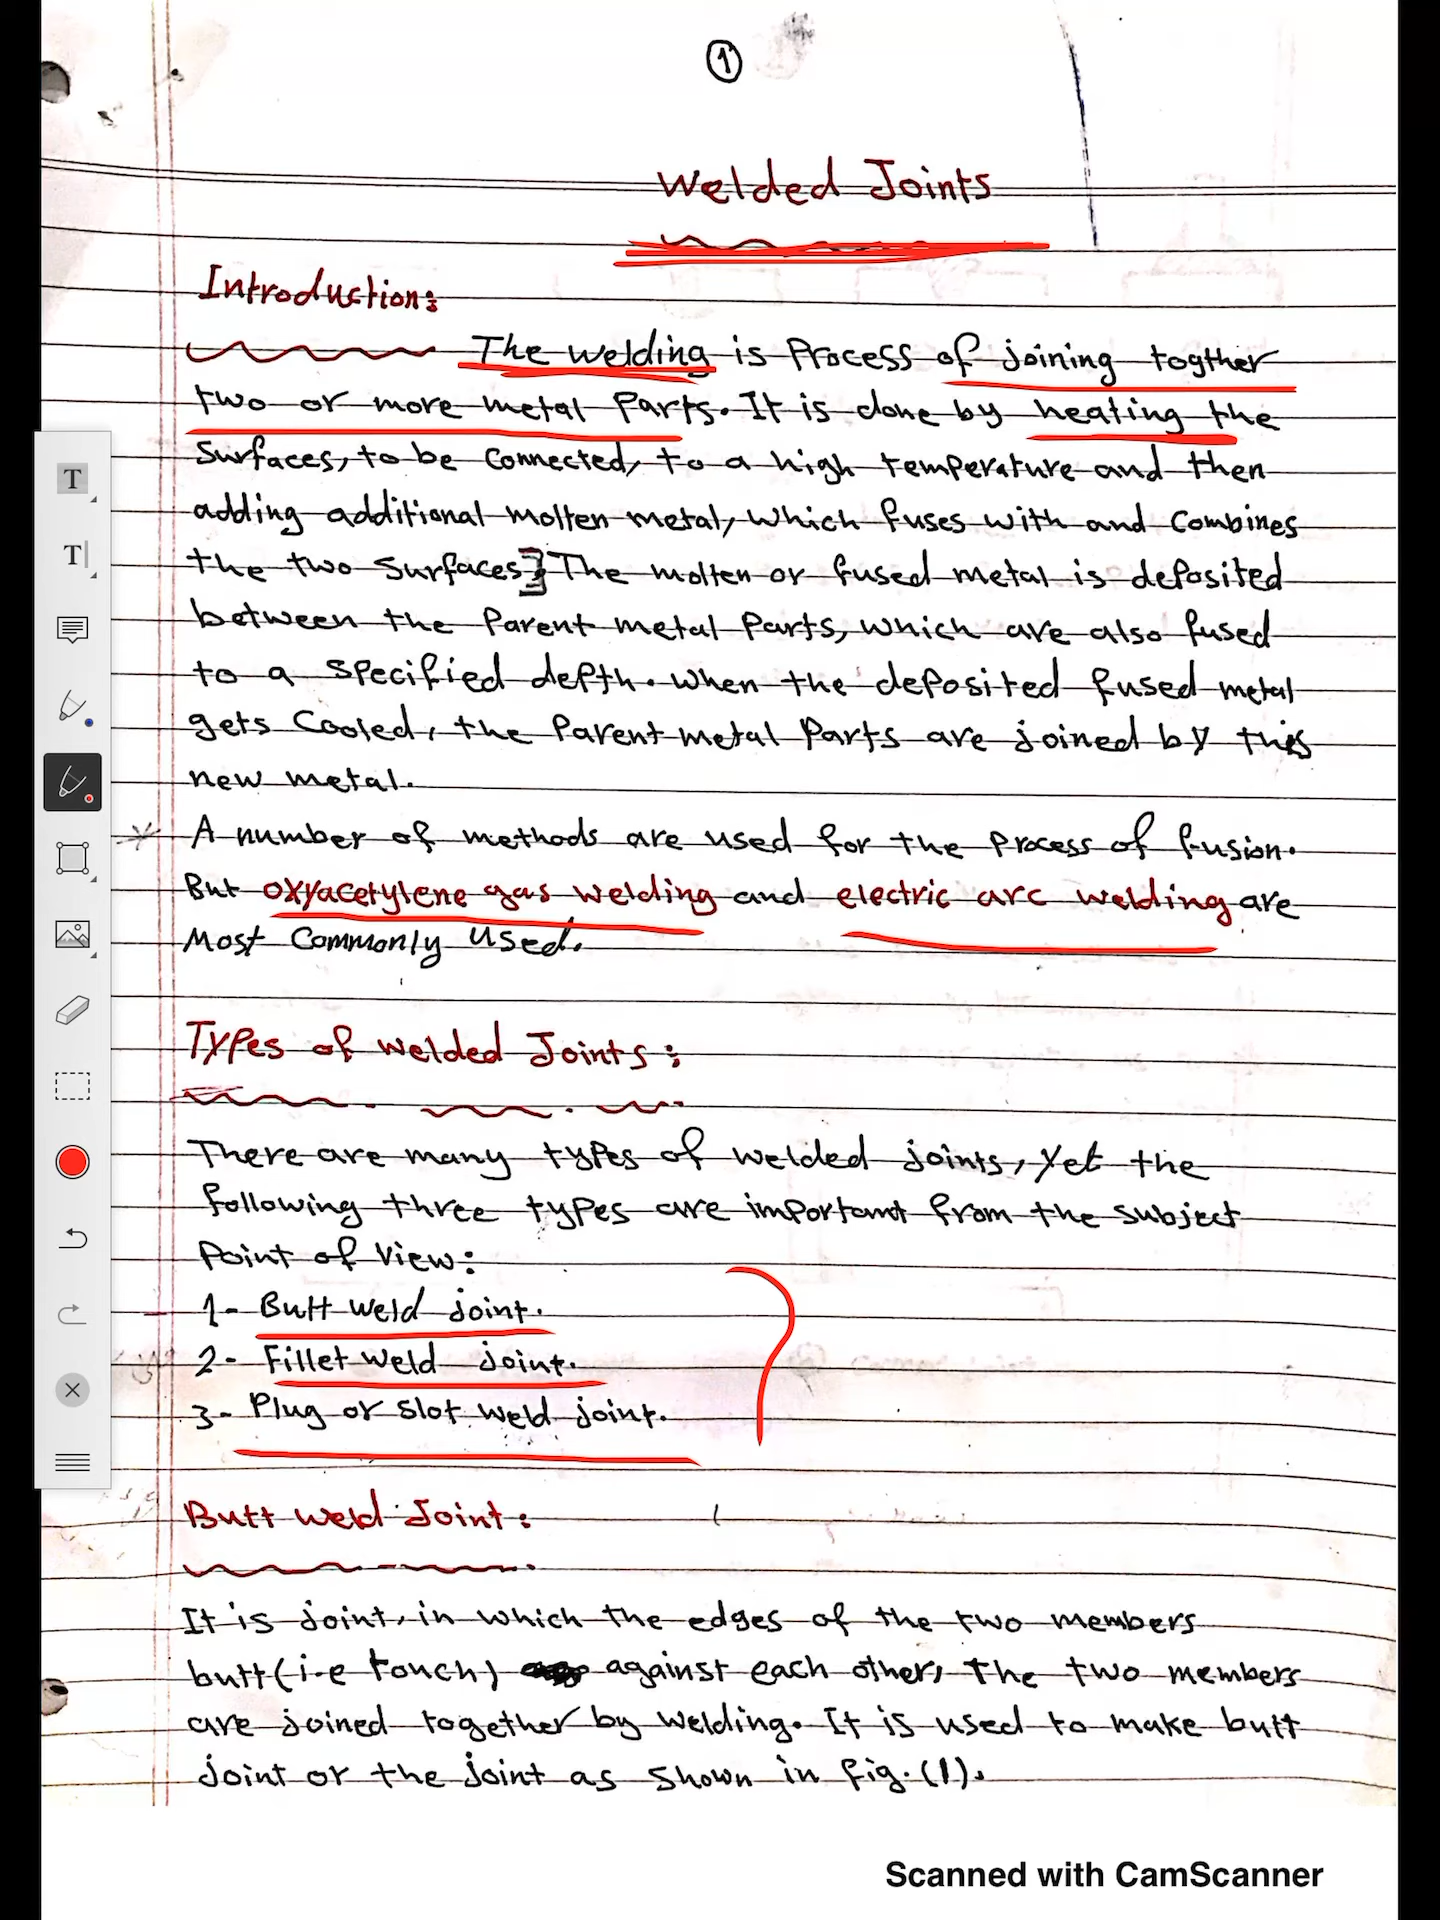 1
Welded Joints
Introduction:
The welding is Process of joining togther
two or more metal Parts. It is done by heating the
Surfaces, to be Connected, to a high temperature and then
adding additional molten metal, which fuses with and Combines
the two Surfaces] The molten or fused metal is deposited
between the Parent metal Parts, which are also fused
to a specified depth. when the deposited fused metal
gets Cooled, the Parent metal Parts are joined by this
new metal.
* A number of methods are used for the Process of fusion.
But oxyacetylene gas welding and electric arc welding are
Most Commonly used.
Types of welded Joints:
There are many types of welded joints, yet the
following three types are important from the subject
Point of View:
1- Butt weld joint.
2- Fillet weld joint.
3- Plug or slot weld joint.
Butt weld Joint:
It is joint, in which the edges of the two members
butt (i-e touch) against each other, The two members
are joined together by welding. It is used to make butt
joint or the joint as shown in fig. (1).
T
T
Scanned with CamScanner